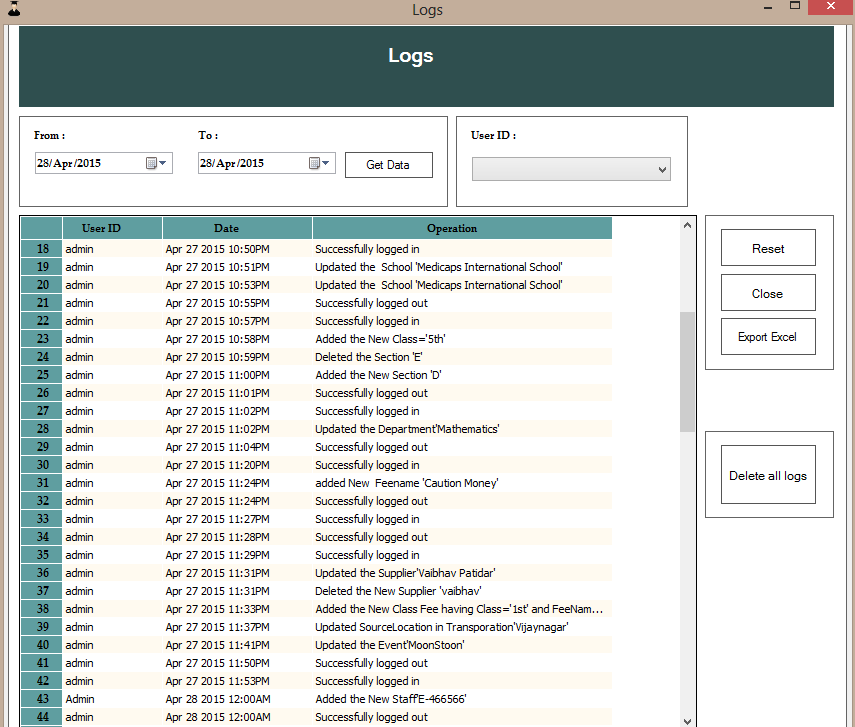 Logs
Logs
From : To :
28/Apr/2015 28/Apr/2015 Get Data
User ID :
User ID Date Operation
18 admin Apr 27 2015 10:50PM Successfully logged in
19 admin Apr 27 2015 10:51PM Updated the  School 'Medicaps International School'
20 admin Apr 27 2015 10:53PM Updated the  School 'Medicaps International School'
21 admin Apr 27 2015 10:55PM Successfully logged out
22 admin Apr 27 2015 10:57PM Successfully logged in
23 admin Apr 27 2015 10:58PM Added the New Class='5th'
24 admin Apr 27 2015 10:59PM Deleted the Section 'E'
25 admin Apr 27 2015 11:00PM Added the New Section 'D'
26 admin Apr 27 2015 11:01PM Successfully logged out
27 admin Apr 27 2015 11:02PM Successfully logged in
28 admin Apr 27 2015 11:02PM Updated the Department'Mathematics'
29 admin Apr 27 2015 11:04PM Successfully logged out
30 admin Apr 27 2015 11:20PM Successfully logged in
31 admin Apr 27 2015 11:24PM added New  Feename 'Caution Money'
32 admin Apr 27 2015 11:24PM Successfully logged out
33 admin Apr 27 2015 11:27PM Successfully logged in
34 admin Apr 27 2015 11:28PM Successfully logged out
35 admin Apr 27 2015 11:29PM Successfully logged in
36 admin Apr 27 2015 11:31PM Updated the Supplier'Vaibhav Patidar'
37 admin Apr 27 2015 11:31PM Deleted the New Supplier 'vaibhav'
38 admin Apr 27 2015 11:33PM Added the New Class Fee having Class='1st' and FeeNam...
39 admin Apr 27 2015 11:37PM Updated SourceLocation in Transporation'Vijaynagar'
40 admin Apr 27 2015 11:41PM Updated the Event'MoonStoon'
41 admin Apr 27 2015 11:50PM Successfully logged out
42 admin Apr 27 2015 11:53PM Successfully logged in
43 Admin Apr 28 2015 12:00AM Added the New Staff'E-466566'
44 admin Apr 28 2015 12:00AM Successfully logged out
Reset
Close
Export Excel
Delete all logs